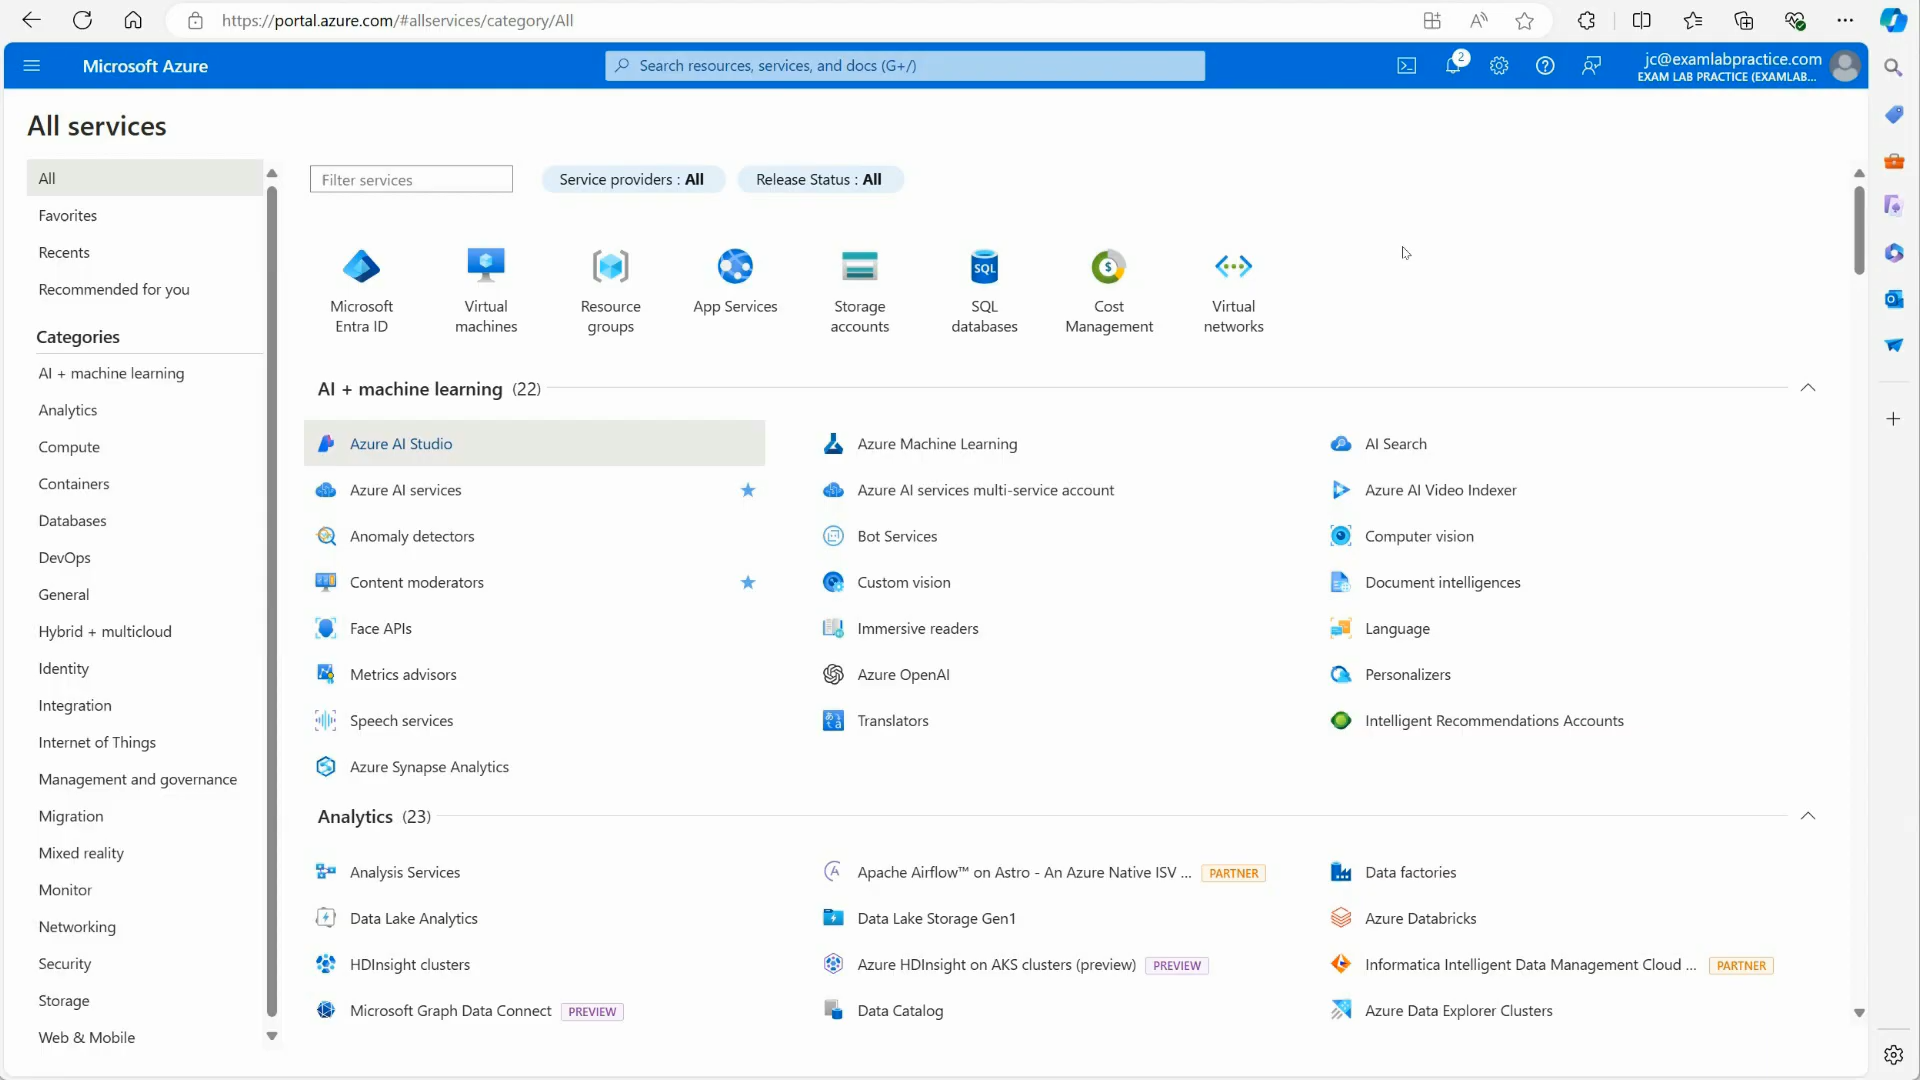 https://portal.azure.com/#allservices/category/All
Microsoft Azure
Search resources, services, and docs (G+/)
2
jc@examlabpractice.com
EXAM LAB PRACTICE (EXAMLAB...
All services
All
Favorites
Recents
Recommended for you
Categories
AI + machine learning
Analytics
Compute
Containers
Databases
DevOps
General
Hybrid + multicloud
Identity
Integration
Internet of Things
Management and governance
Migration
Mixed reality
Monitor
Networking
Security
Storage
Web & Mobile
Filter services
Service providers : All
Release Status : All
Microsoft
Entra ID
Virtual
machines
Resource
groups
App Services
Storage
accounts
SQL
SQL
databases
Cost
Management
Virtual
networks
AI + machine learning (22)
Azure AI Studio
Azure Machine Learning
AI Search
Azure AI services
Azure AI services multi-service account
Azure AI Video Indexer
Anomaly detectors
Bot Services
Computer vision
Content moderators
Custom vision
Document intelligences
Face APIs
Immersive readers
Language
Metrics advisors
Azure OpenAI
Personalizers
Speech services
Translators
Intelligent Recommendations Accounts
Azure Synapse Analytics
Analytics (23)
Analysis Services
Apache Airflow™ on Astro - An Azure Native ISV ... PARTNER
Data factories
Data Lake Analytics
Data Lake Storage Gen1
Azure Databricks
HDInsight clusters
Azure HDInsight on AKS clusters (preview) PREVIEW
Informatica Intelligent Data Management Cloud ... PARTNER
Microsoft Graph Data Connect PREVIEW
Data Catalog
Azure Data Explorer Clusters